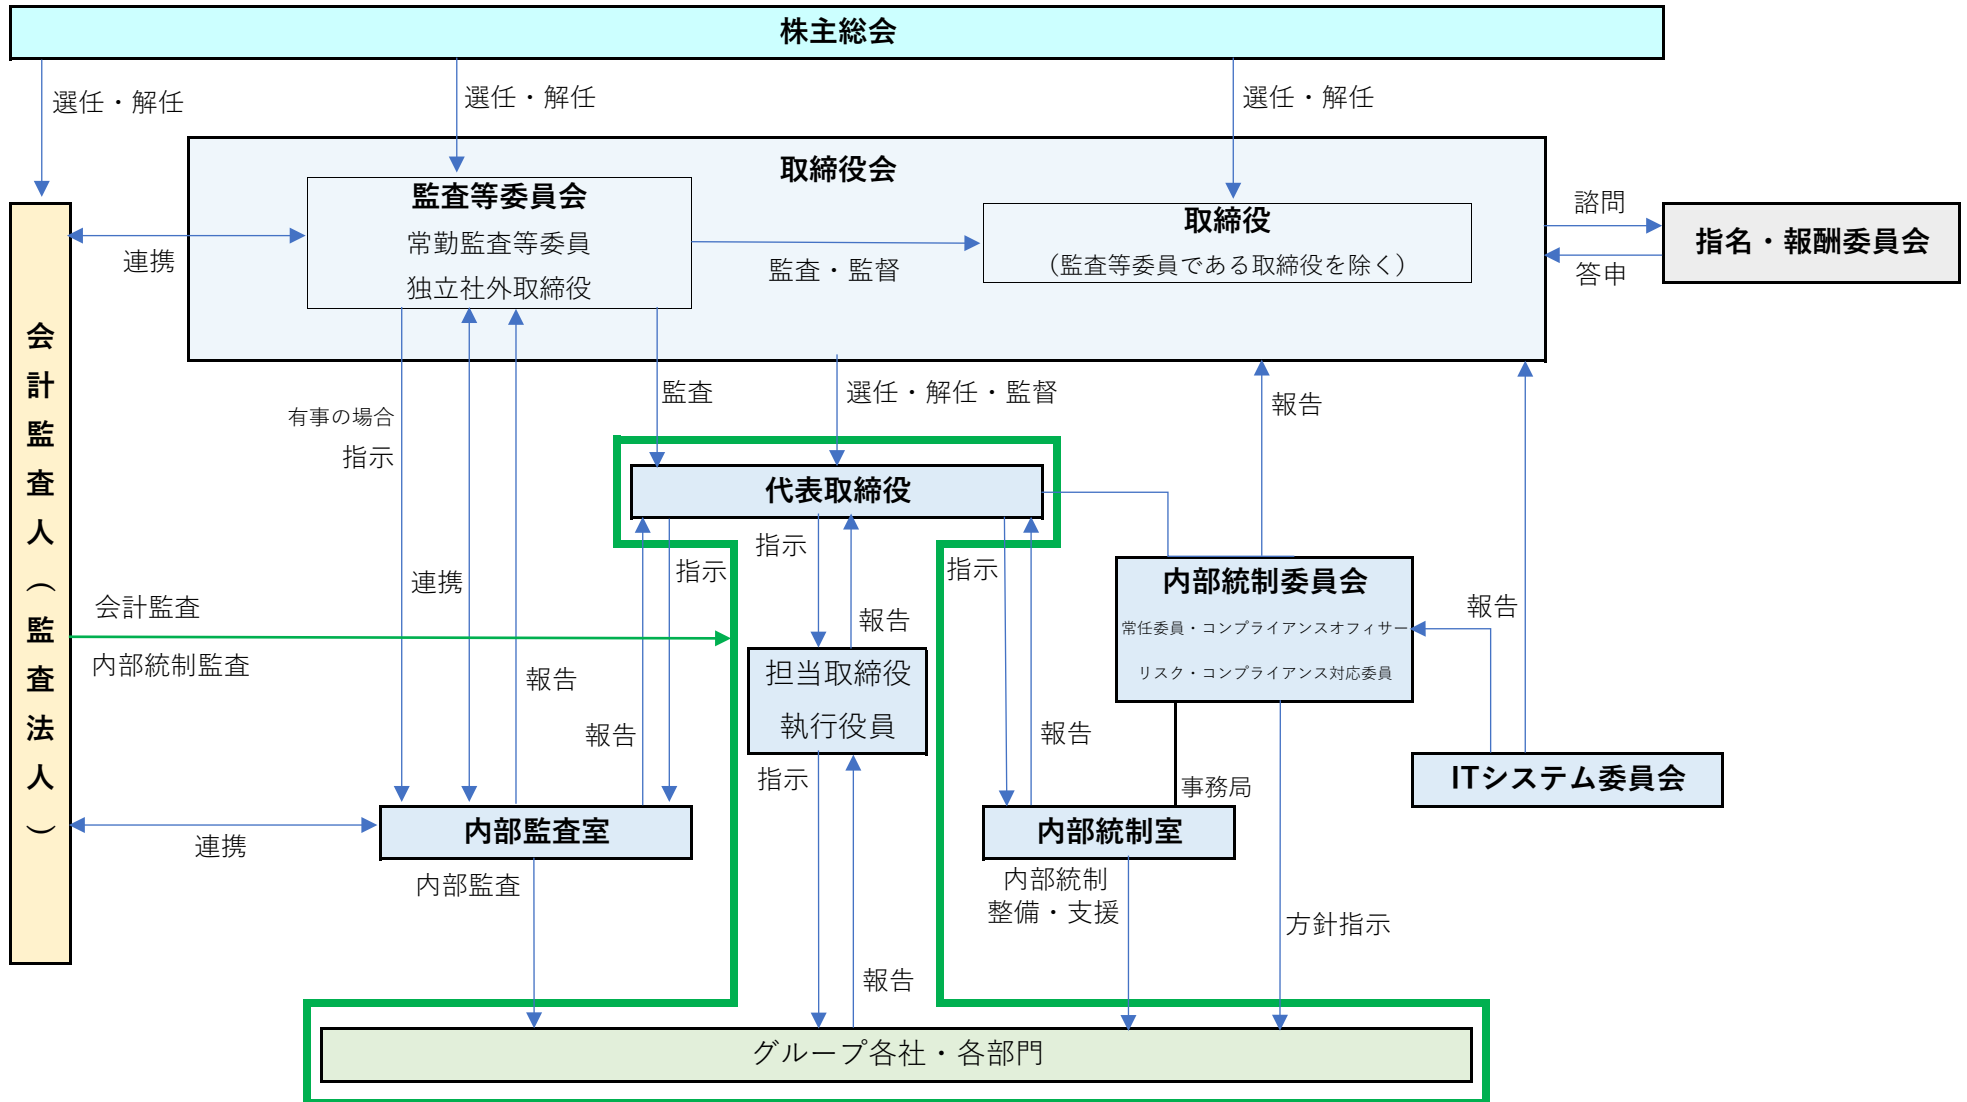 株主総会
選任・解任
選任・解任
選任・解任
取締役会
監査等委員会
常勤監査等委員
独立社外取締役
監査・監督
取締役
（監査等委員である取締役を除く）
諮問
答申
指名・報酬委員会
連携
会計監査人（監査法人）
有事の場合
指示
監査
選任・解任・監督
報告
代表取締役
指示
指示
指示
連携
会計監査
内部統制監査
報告
報告
報告
担当取締役
執行役員
指示
報告
内部統制委員会
常任委員・コンプライアンスオフィサー
リスク・コンプライアンス対応委員
報告
ITシステム委員会
事務局
連携
内部監査室
内部監査
内部統制室
内部統制
整備・支援
方針指示
報告
グループ各社・各部門